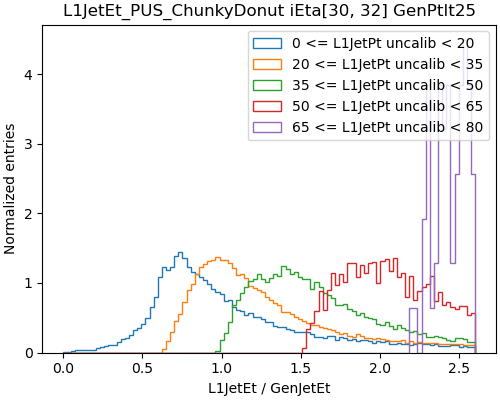 L1JetEt_PUS_ChunkyDonut iEta[30, 32] GenPtlt25
0 <= L1JetPt uncalib < 20
20 <= L1JetPt uncalib < 35
35 <= L1JetPt uncalib < 50
50 <= L1JetPt uncalib < 65
65 <= L1JetPt uncalib < 80
Normalized entries
4
3
2
1
0
0.0 0.5 1.0 1.5 2.0 2.5
L1JetEt / GenJetEt